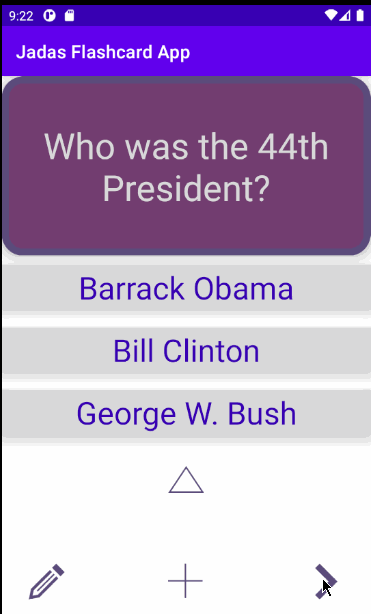 9:22
Jadas Flashcard App
Who was the 44th
President?
Barrack Obama
Bill Clinton
George W. Bush